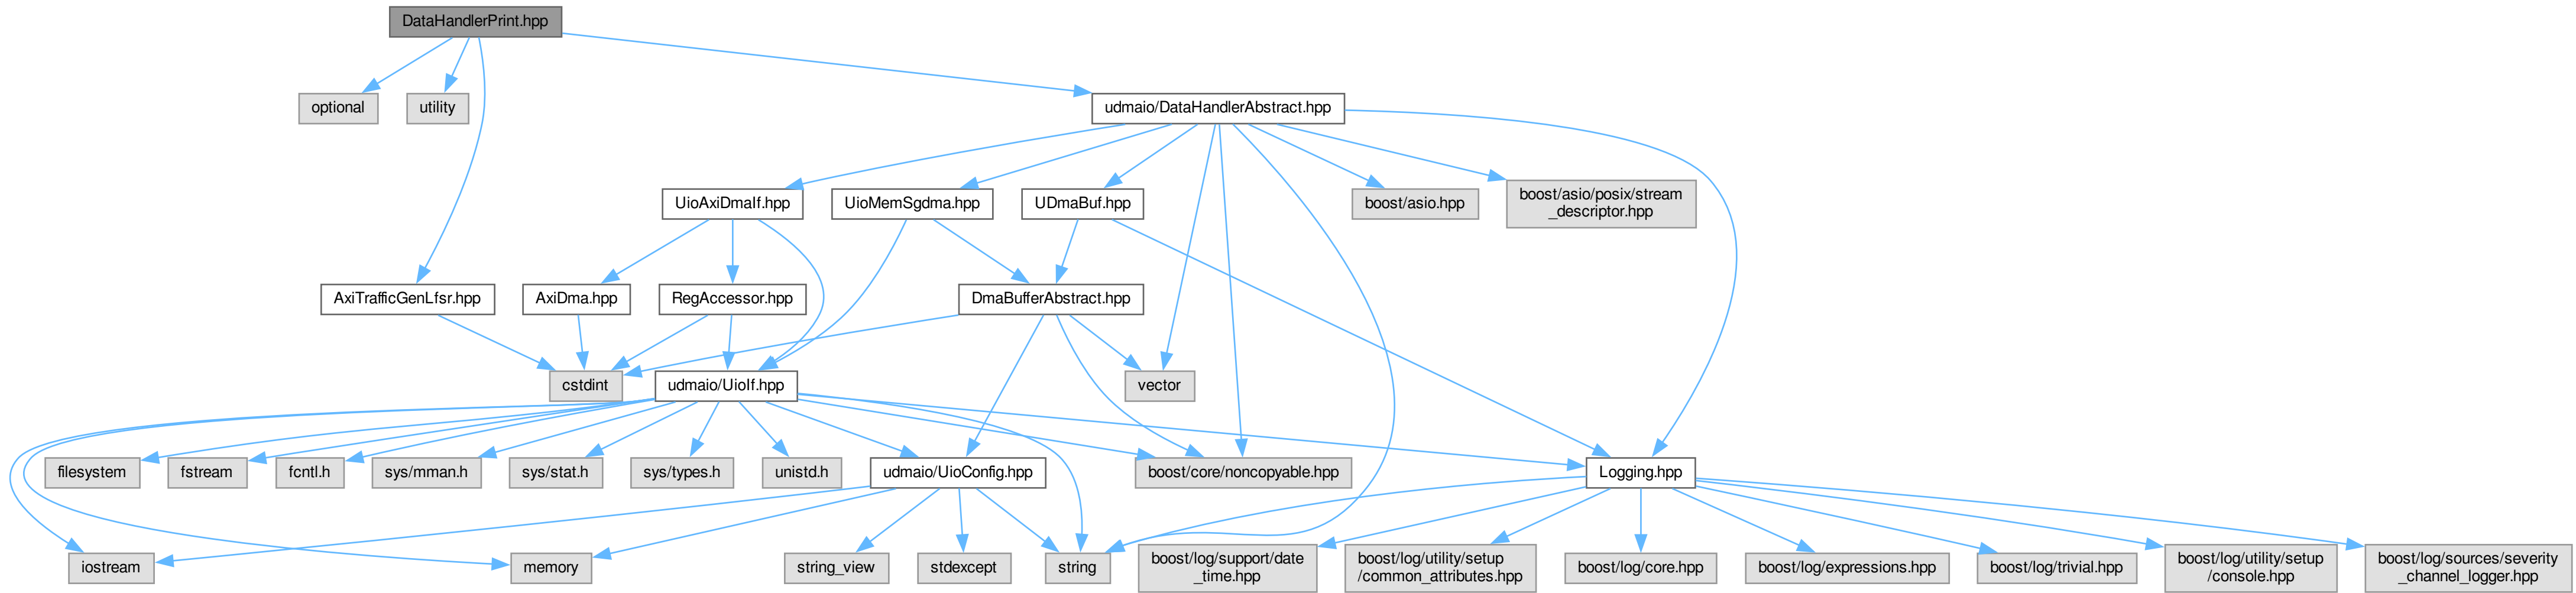 DataHandlerPrint.hpp
optional
utility
udmaio/DataHandlerAbstract.hpp
UioAxiDmaIf.hpp
UioMemSgdma.hpp
UDmaBuf.hpp
boost/asio.hpp
boost/asio/posix/stream
_descriptor.hpp
AxiTrafficGenLfsr.hpp
AxiDma.hpp
RegAccessor.hpp
DmaBufferAbstract.hpp
cstdint
udmaio/UioIf.hpp
vector
filesystem
fstream
fcntl.h
sys/mman.h
sys/stat.h
sys/types.h
unistd.h
udmaio/UioConfig.hpp
boost/core/noncopyable.hpp
Logging.hpp
iostream
memory
string_view
stdexcept
string
boost/log/support/date
_time.hpp
boost/log/utility/setup
/common_attributes.hpp
boost/log/core.hpp
boost/log/expressions.hpp
boost/log/trivial.hpp
boost/log/utility/setup
/console.hpp
boost/log/sources/severity
_channel_logger.hpp